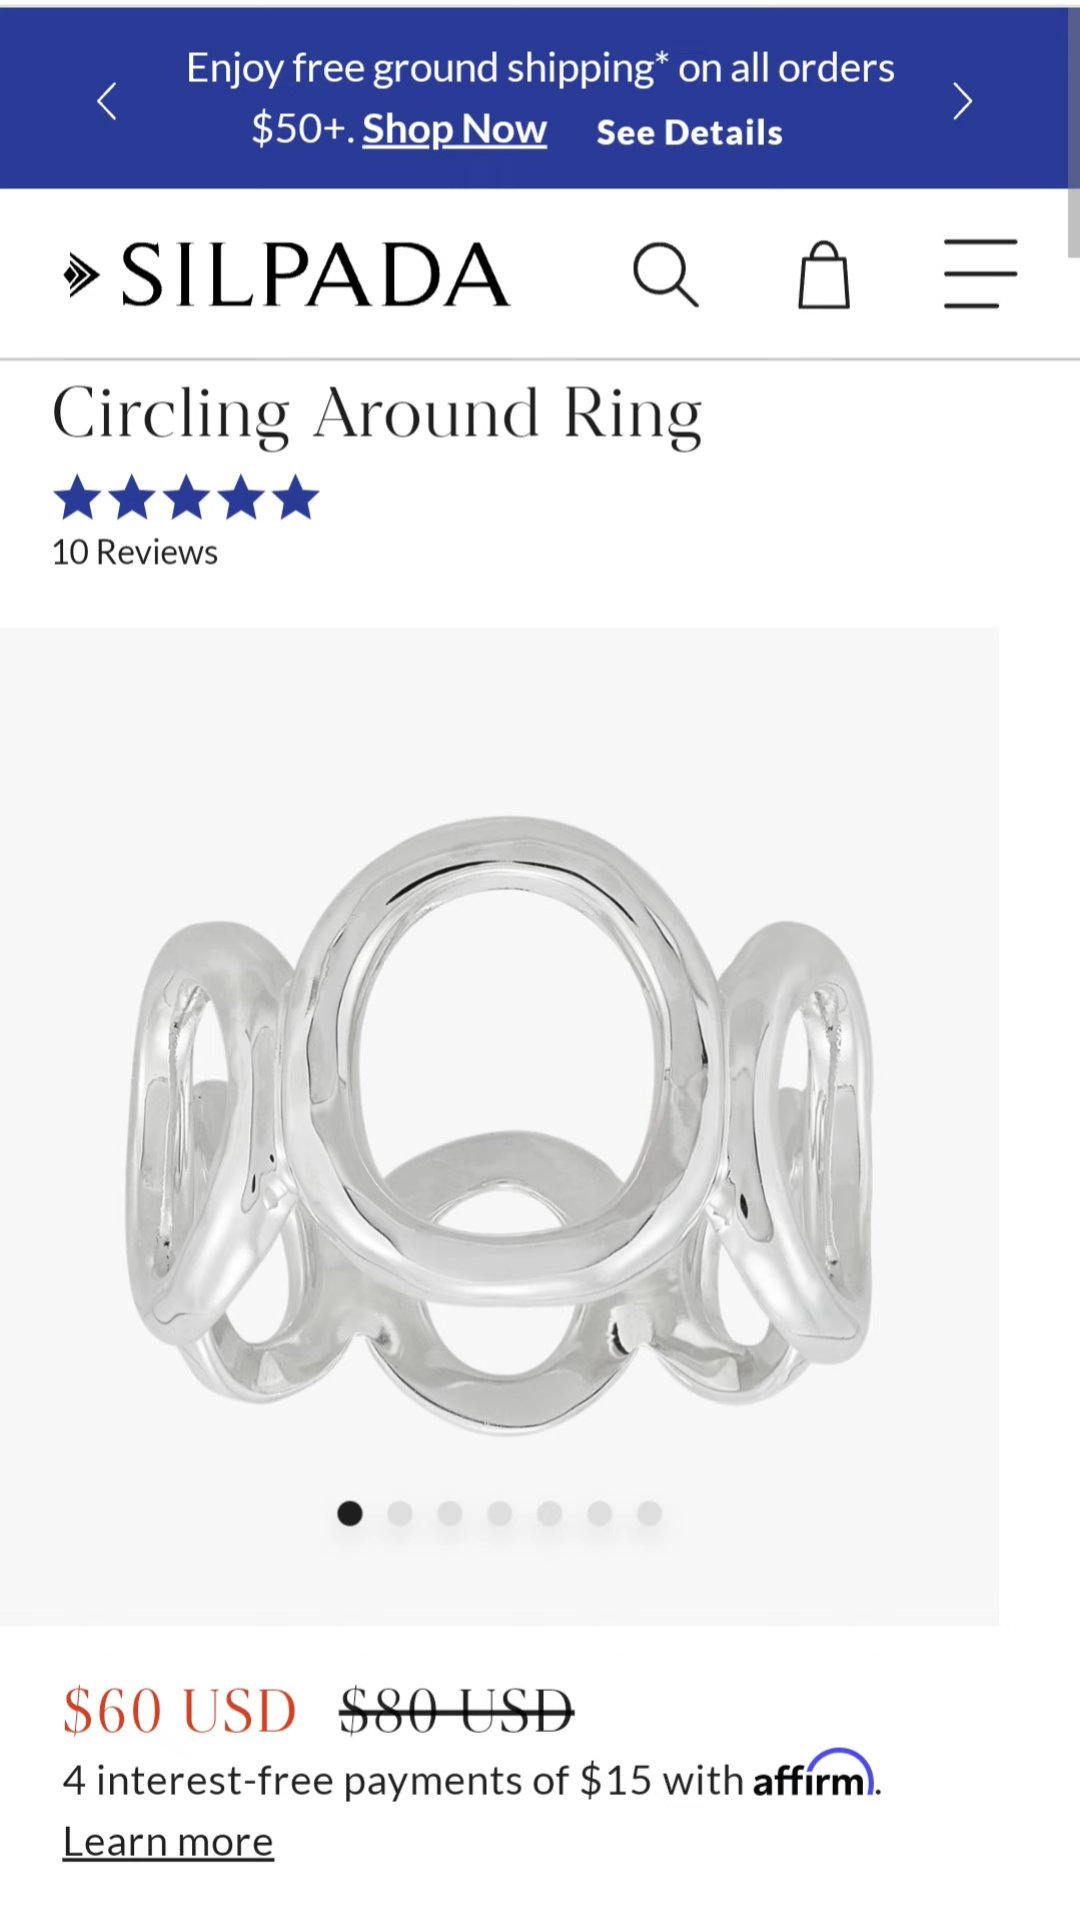 Enjoy free ground shipping* on all orders
$50+. Shop Now See Details
SILPADA
Circling Around Ring
10 Reviews
$60 USD $80 USD
4 interest-free payments of $15 with affirm.
Learn more